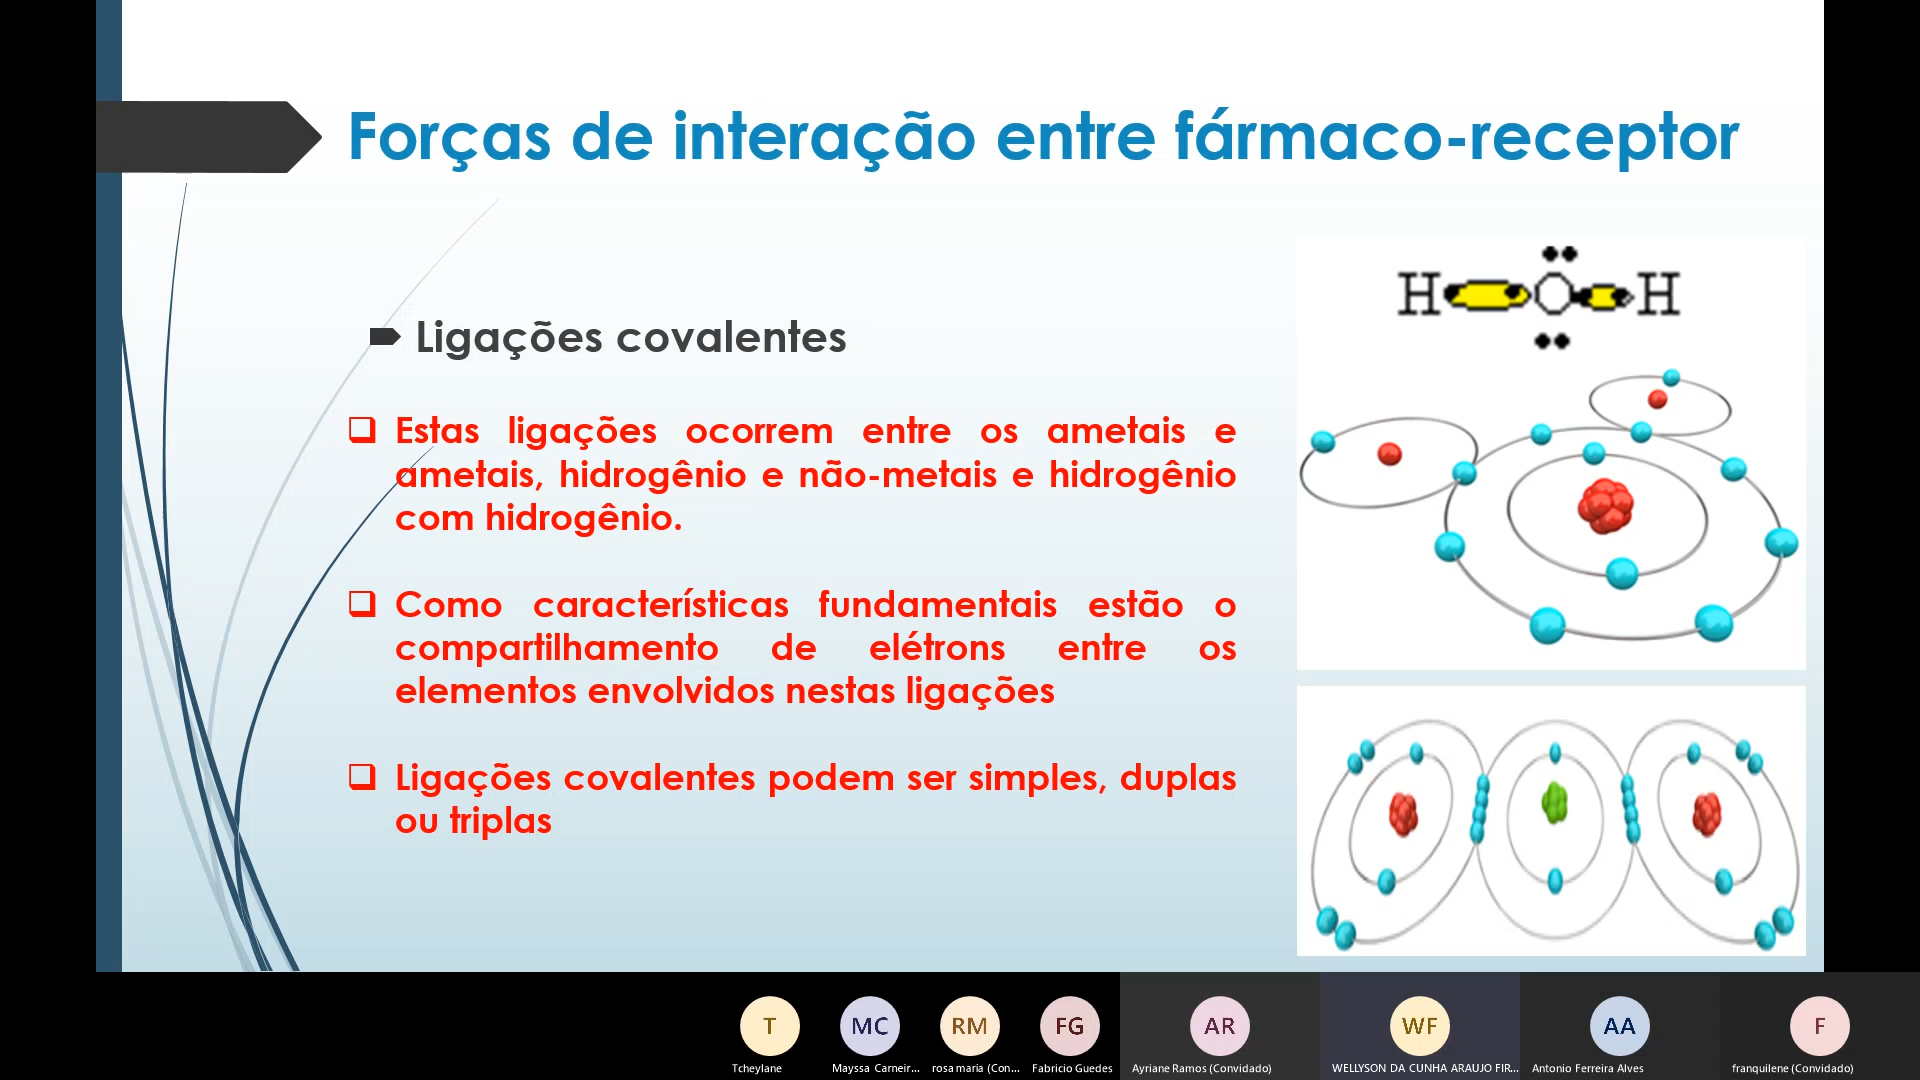 Forças de interação entre fármaco-receptor
Ligações covalentes
Estas ligações ocorrem entre os ametais e
ametais, hidrogênio e não-metais e hidrogênio
com hidrogênio.
Como características fundamentais estão o
compartilhamento de elétrons entre os
elementos envolvidos nestas ligações
Ligações covalentes podem ser simples, duplas
ou triplas
H O H
T MC RM FG AR WF AA F
Tcheylane Mayssa Carneir... rosa maria (Con... Fabricio Guedes Ayriane Ramos (Convidado) WELLYSON DA CUNHA ARAUJO FIR... Antonio Ferreira Alves franquilene (Convidado)